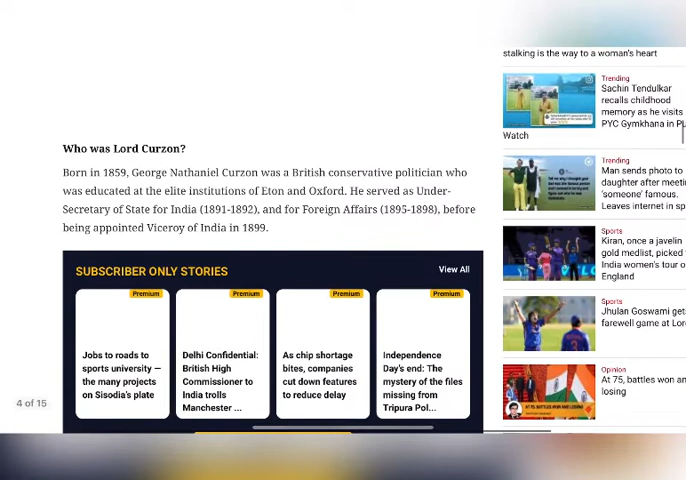 stalking is the way to a woman's heart
Trending
Sachin Tendulkar
recalls childhood
memory as he visits
PYC Gymkhana in
Watch
Trending
Man sends photo to
daughter after
'someone' famous.
Leaves internet in
Sports
Kiran, once a javelin
gold medlist, picked
India women's tour
England
Sports
Jhulan Goswami
farewell game at
Opinion
At 75, battles won
losing
AT 75, BATTLES WON AND LOSING
Who was Lord Curzon?
Born in 1859, George Nathaniel Curzon was a British conservative politician who
was educated at the elite institutions of Eton and Oxford. He served as Under-
Secretary of State for India (1891-1892), and for Foreign Affairs (1895-1898), before
being appointed Viceroy of India in 1899.
SUBSCRIBER ONLY STORIES
View All
Premium
Jobs to roads to
sports university —
the many projects
on Sisodia's plate
Premium
Delhi Confidential:
British High
Commissioner to
India trolls
Manchester ...
Premium
As chip shortage
bites, companies
cut down features
to reduce delay
Premium
Independence
Day's end: The
mystery of the files
missing from
Tripura Pol...
4 of 15